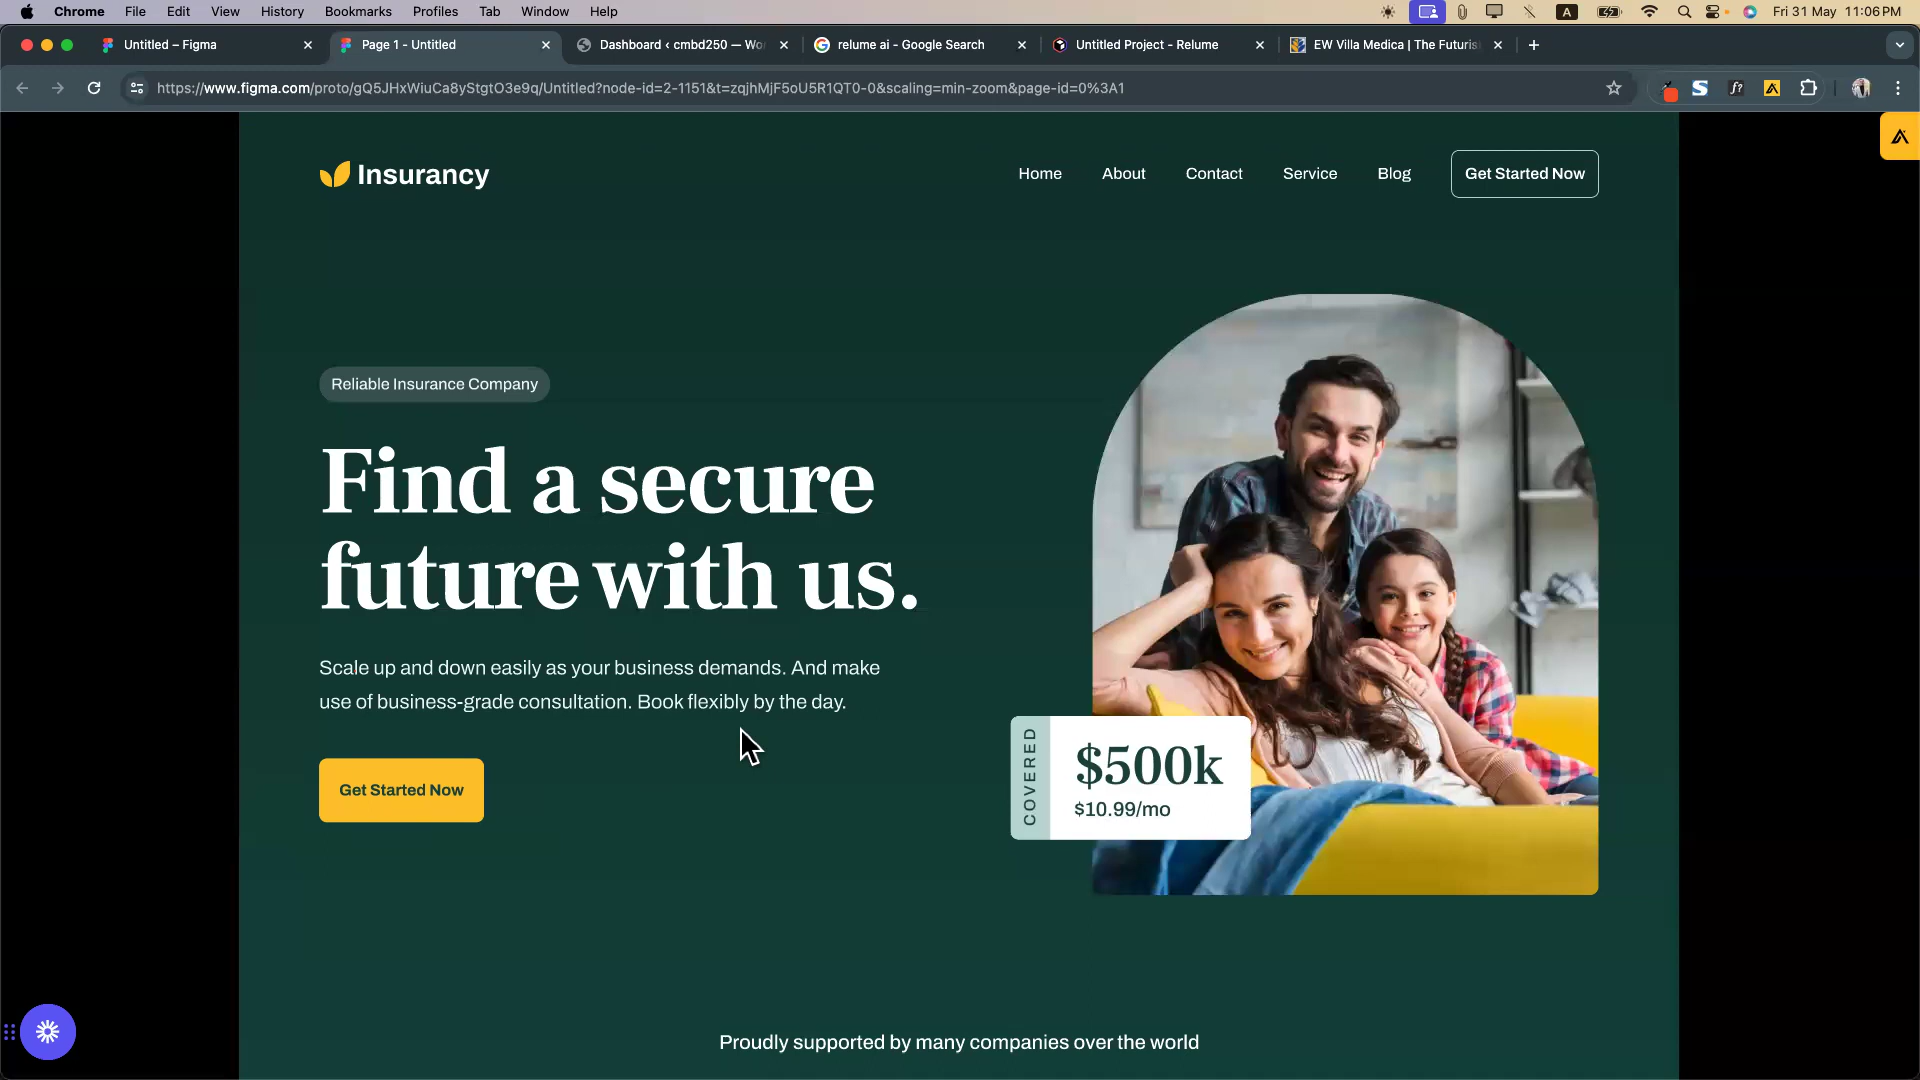 Chrome File Edit View History Bookmarks Profiles Tab Window Help
A
Fri 31 May 11:06 PM
Untitled – Figma
Page 1 - Untitled
Dashboard ‹ cmbd250 — Wo
relume ai - Google Search
Untitled Project - Relume
EW Villa Medica | The Futuris
https://www.figma.com/proto/gQ5JHxWiuCa8yStgtO3e9q/Untitled?node-id=2-1151&t=zqjhMjF5oU5R1QT0-0&scaling=min-zoom&page-id=0%3A1
S
f?
Insurancy
Home About Contact Service Blog Get Started Now
Reliable Insurance Company
Find a secure
future with us.
Scale up and down easily as your business demands. And make
use of business-grade consultation. Book flexibly by the day.
Get Started Now
COVERED
$500k
$10.99/mo
Proudly supported by many companies over the world